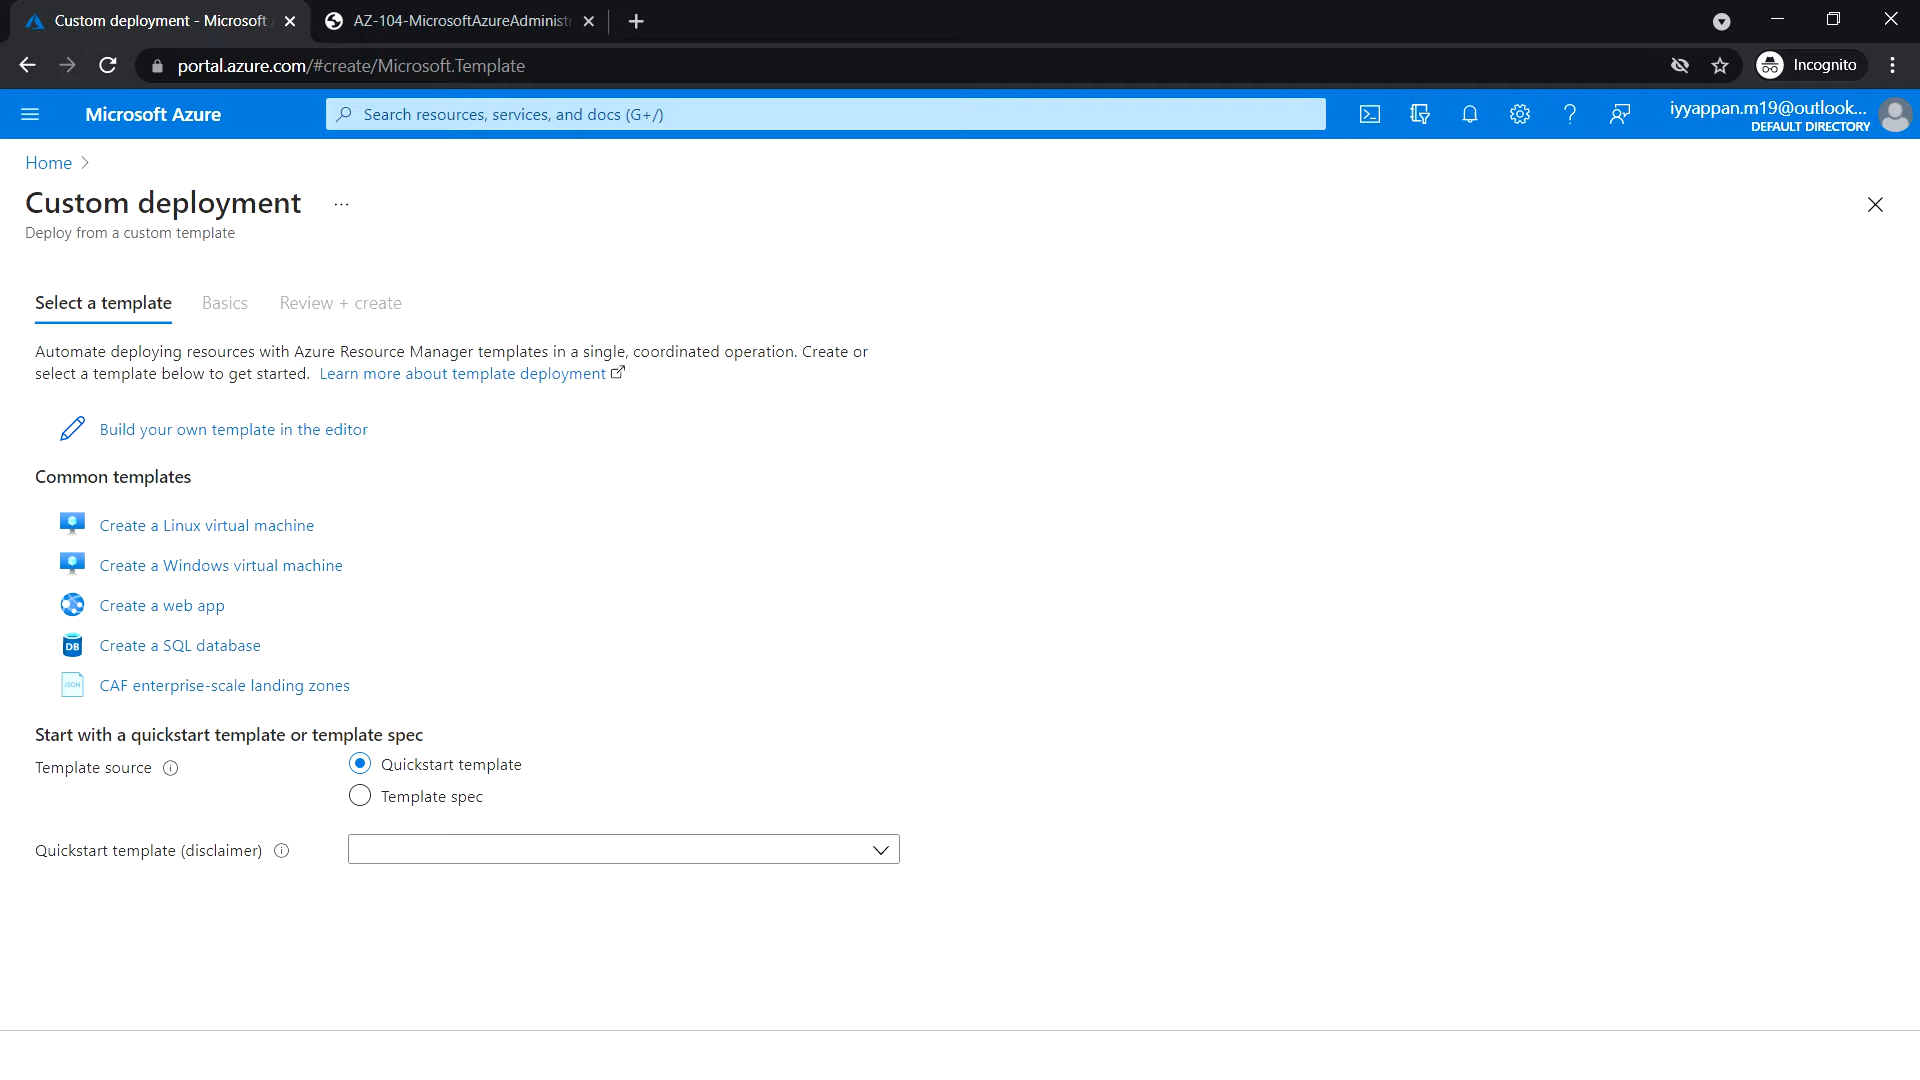 Custom deployment - Microsoft
AZ-104-MicrosoftAzureAdminist
portal.azure.com/#create/Microsoft.Template
Incognito
Microsoft Azure
Search resources, services, and docs (G+/)
iyyappan.m19@outlook...
DEFAULT DIRECTORY
Home
Custom deployment
...
Deploy from a custom template
Select a template
Basics
Review + create
Automate deploying resources with Azure Resource Manager templates in a single, coordinated operation. Create or
select a template below to get started. Learn more about template deployment
Build your own template in the editor
Common templates
Create a Linux virtual machine
Create a Windows virtual machine
Create a web app
DB
Create a SQL database
JSON
CAF enterprise-scale landing zones
Start with a quickstart template or template spec
Template source
Quickstart template
Template spec
Quickstart template (disclaimer)